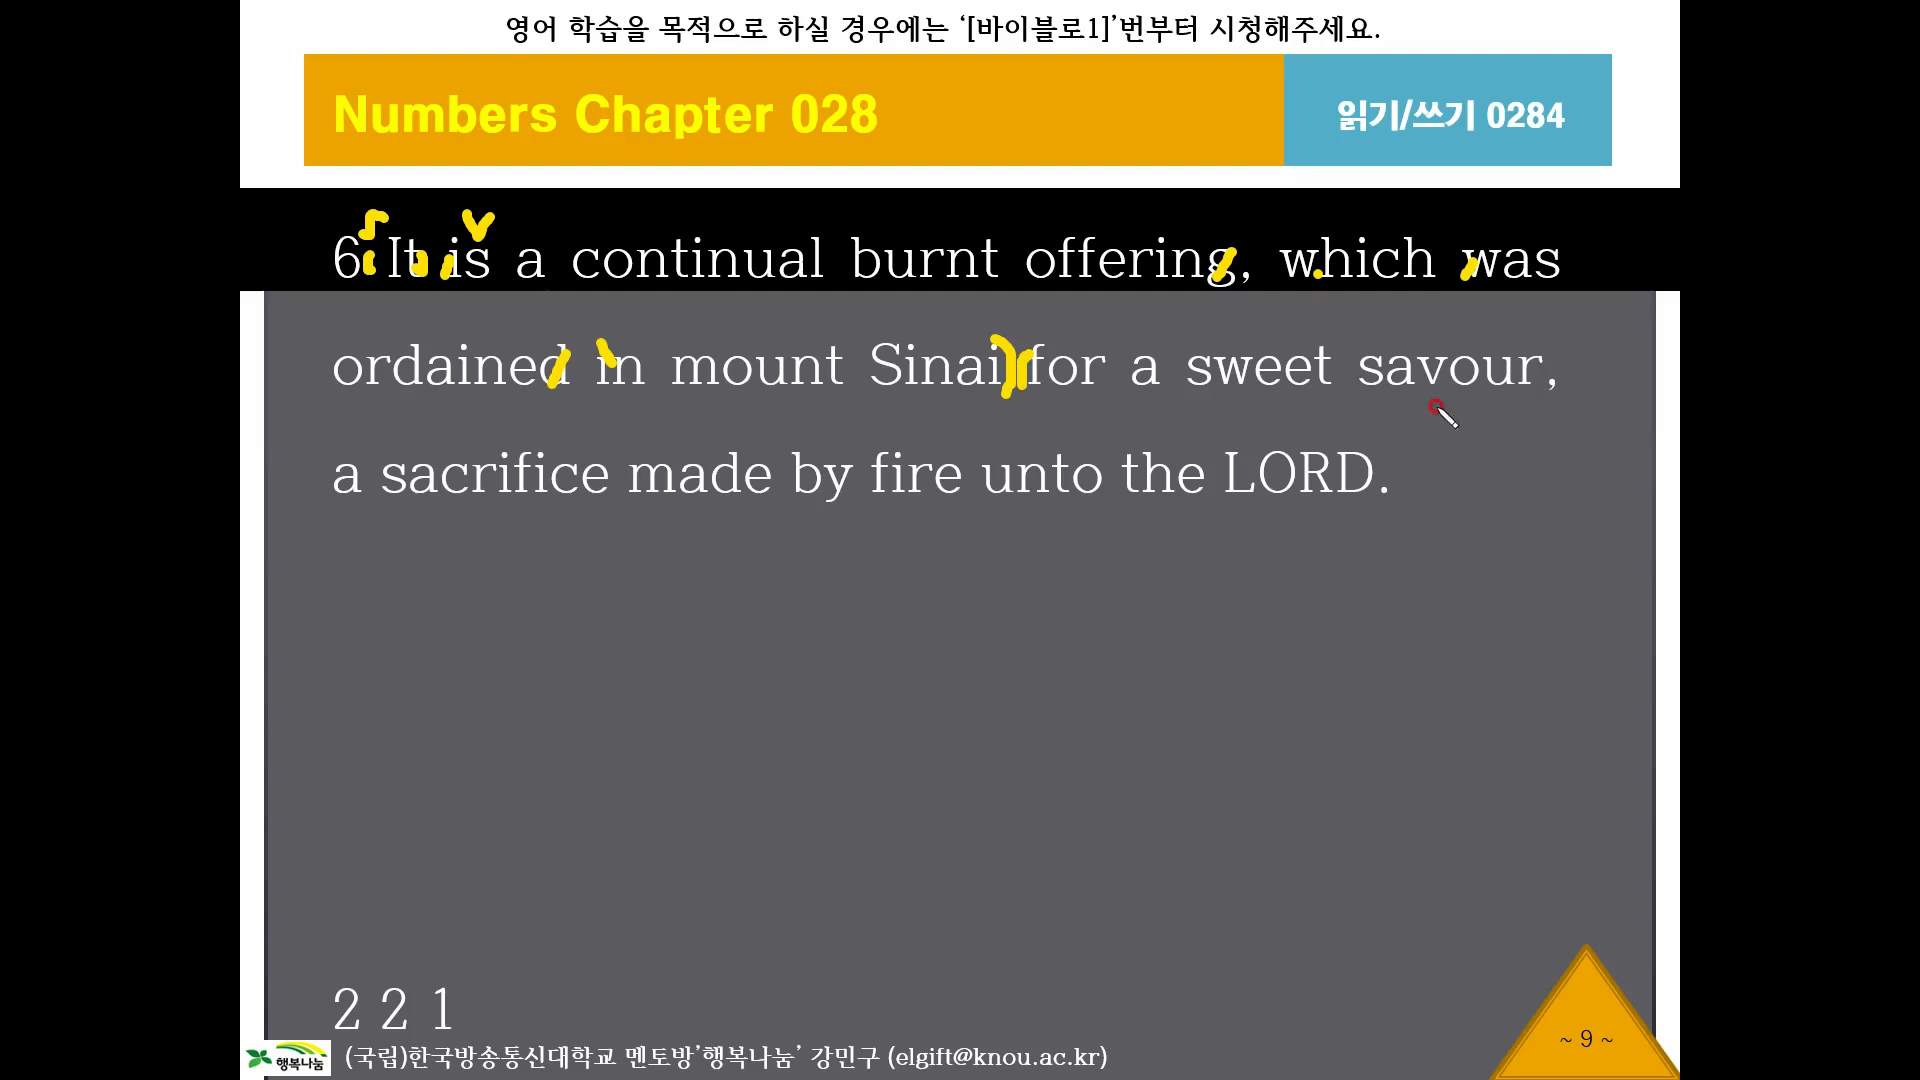 영어 학습을 목적으로 하실 경우에는 ‘[바이블로1]’번부터 시청해주세요.
Numbers Chapter 028
읽기/쓰기 0284
6 It is a continual burnt offering, which was
ordained in mount Sinai for a sweet savour,
a sacrifice made by fire unto the LORD.
2 2 1
~ 9 ~
행복나눔
(국립)한국방송통신대학교 멘토방’행복나눔’ 강민구 (elgift@knou.ac.kr)